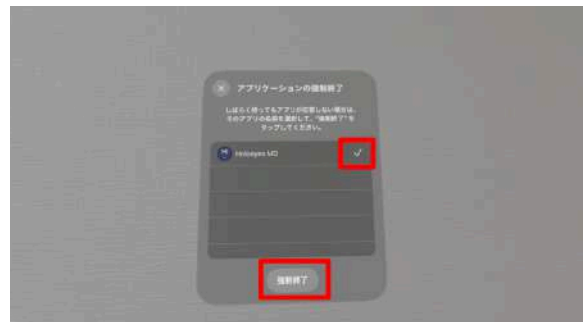 アプリケーションの強制終了
しばらく待ってもアプリが応答しない場合は、
そのアプリの名前を選択して、"強制終了"を
タップしてください。
Holoeyes MD
強制終了